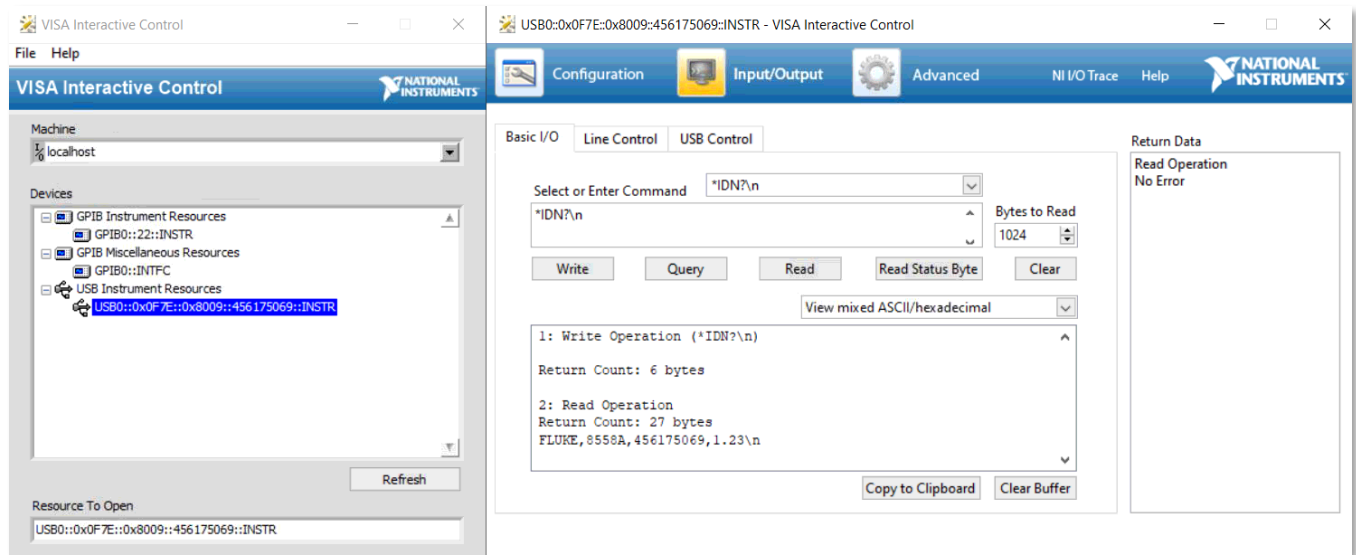 VISA Interactive Control
File Help
VISA Interactive Control
NATIONAL
INSTRUMENTS
Machine
localhost
Devices
GPIB Instrument Resources
GPIB0::22::INSTR
GPIB Miscellaneous Resources
GPIB0::INTFC
USB Instrument Resources
USB0::0x0F7E::0x8009::456175069::INSTR
Refresh
Resource To Open
USB0::0x0F7E::0x8009::456175069::INSTR
USB0::0x0F7E::0x8009::456175069::INSTR - VISA Interactive Control
Configuration Input/Output Advanced NI I/O Trace Help
NATIONAL
INSTRUMENTS
Basic I/O Line Control USB Control
Select or Enter Command *IDN?\n
*IDN?\n
Bytes to Read
1024
Write Query Read Read Status Byte Clear
View mixed ASCII/hexadecimal
1: Write Operation (*IDN?\n)
Return Count: 6 bytes
2: Read Operation
Return Count: 27 bytes
FLUKE,8558A,456175069,1.23\n
Copy to Clipboard Clear Buffer
Return Data
Read Operation
No Error